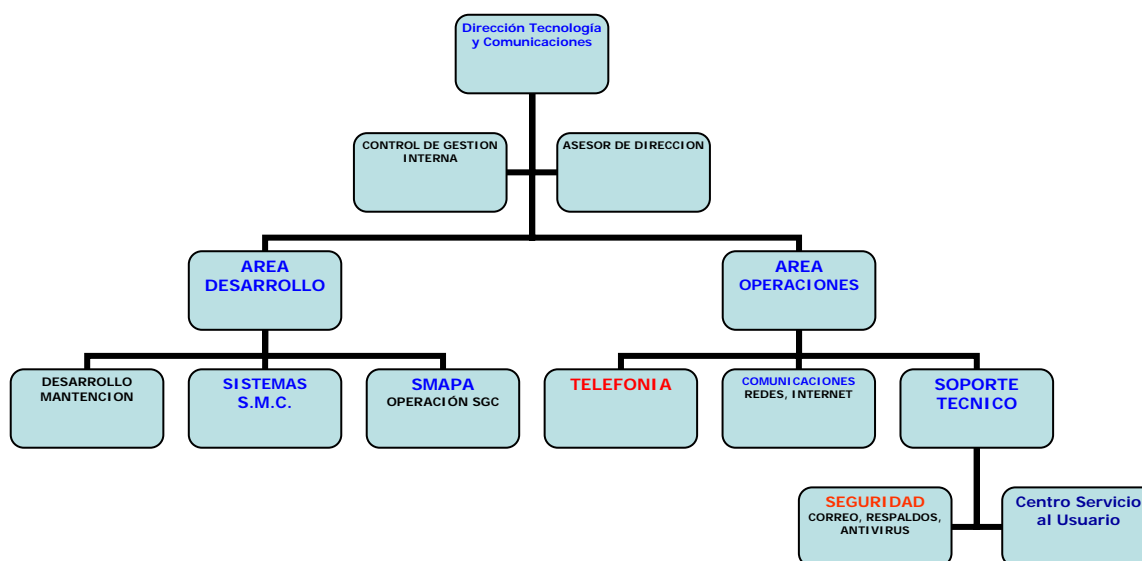 Dirección Tecnología
y Comunicaciones
CONTROL DE GESTION
INTERNA
ASESOR DE DIRECCION
AREA
DESARROLLO
AREA
OPERACIONES
DESARROLLO
MANTENCION
SISTEMAS
S.M.C.
SMAPA
OPERACIÓN SGC
TELEFONIA
COMUNICACIONES
REDES, INTERNET
SOPORTE
TECNICO
SEGURIDAD
CORREO, RESPALDOS,
ANTIVIRUS
Centro Servicio
al Usuario